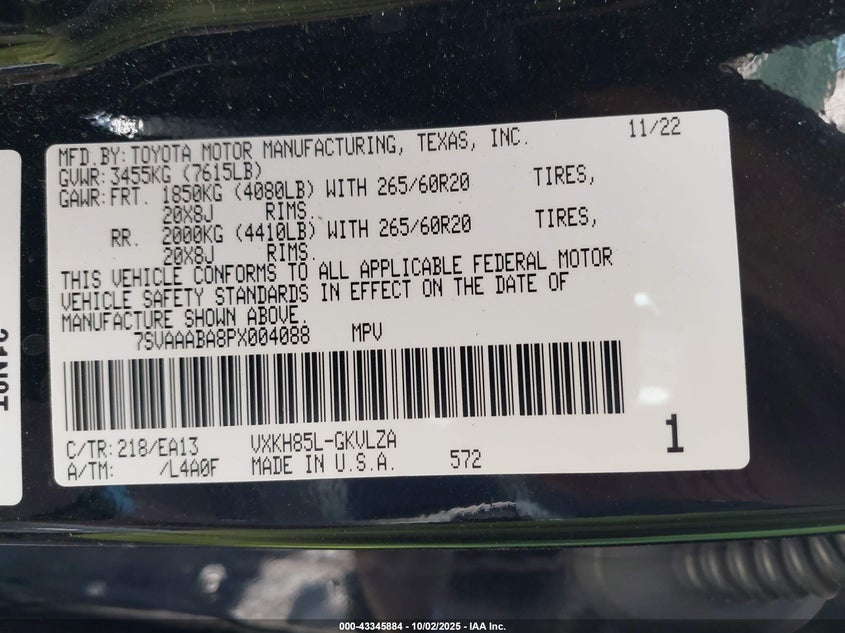 MFD.BY: TOYOTA MOTOR MANUFACTURING, TEXAS, INC. 11/22
GVWR: 3455KG (7615LB)
GAWR: FRT. 1850KG (4080LB) WITH 265/60R20 TIRES,
20X8J RIMS.
RR. 2000KG (4410LB) WITH 265/60R20 TIRES,
20X8J RIMS.
THIS VEHICLE CONFORMS TO ALL APPLICABLE FEDERAL MOTOR
VEHICLE SAFETY STANDARDS IN EFFECT ON THE DATE OF
MANUFACTURE SHOWN ABOVE.
7SVAAABA8PX004088 MPV
C/TR: 218/EA13 VXKH85L-GKVLZA
A/TM: /L4A0F MADE IN U.S.A. 572
1
000-43345884 | 10/02/2025 - IAA Inc.